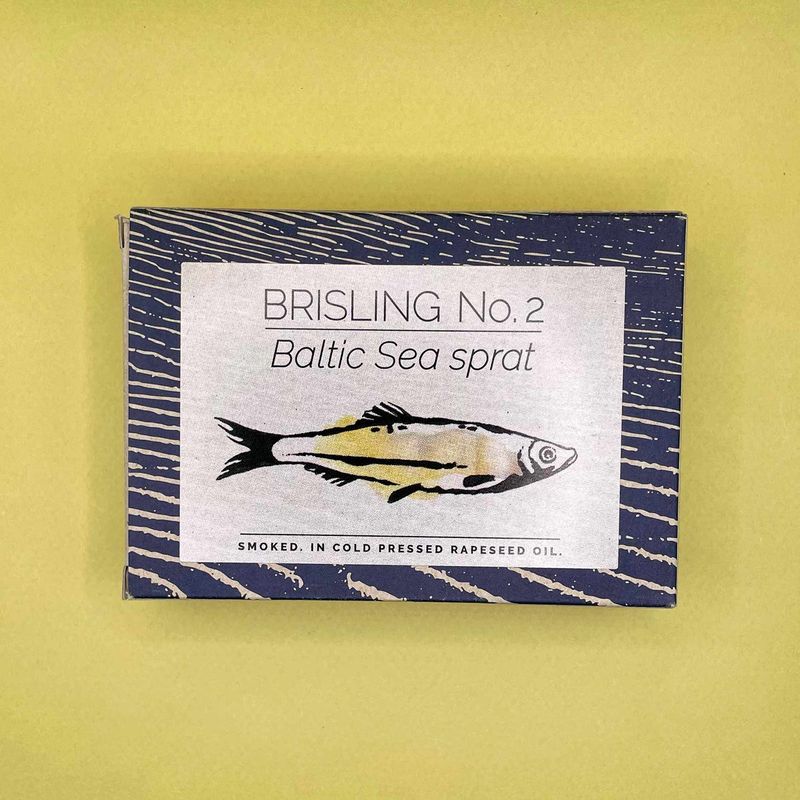 BRISLING No. 2
Baltic Sea sprat
SMOKED. IN COLD PRESSED RAPESEED OIL.